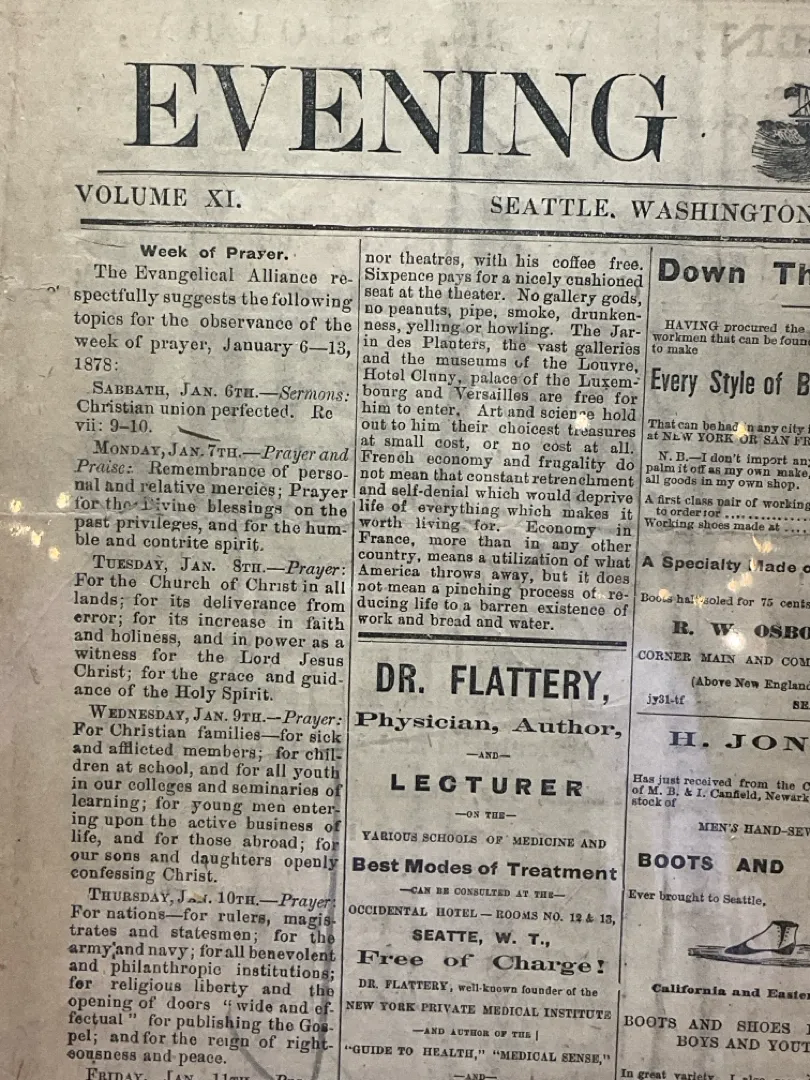 EVENING
VOLUME XI.
SEATTLE, WASHINGTON
Week of Prayer.
The Evangelical Alliance re-
spectfully suggests the following
topics for the observance of the
week of prayer, January 6—13,
1878:
SABBATH, JAN. 6TH.—Sermons:
Christian union perfected. Re
vii: 9-10.
MONDAY, JAN. 7TH.—Prayer and
Praise: Remembrance of perso-
nal and relative mercies; Prayer
for the Divine blessings on the
past privileges, and for the hum-
ble and contrite spirit.
TUESDAY, JAN. 8TH.—Prayer:
For the Church of Christ in all
lands; for its deliverance from
error; for its increase in faith
and holiness, and in power as a
witness for the Lord Jesus
Christ; for the grace and guid-
ance of the Holy Spirit.
WEDNESDAY, JAN. 9TH.—Prayer:
For Christian families—for sick
and afflicted members; for chil-
dren at school, and for all youth
in our colleges and seminaries of
learning; for young men enter-
ing upon the active business of
life, and for those abroad; for
our sons and daughters openly
confessing Christ.
THURSDAY, JAN. 10TH.—Prayer:
For nations—for rulers, magis-
trates and statesmen; for the
army and navy; for all benevolent
and philanthropic institutions;
for religious liberty and the
opening of doors "wide and ef-
fectual" for publishing the Gos-
pel; and for the reign of right-
eousness and peace.
FRIDAY, JAN. 11TH.—
nor theatres, with his coffee free.
Sixpence pays for a nicely cushioned
seat at the theater. No gallery gods,
no peanuts, pipe, smoke, drunken-
ness, yelling or howling. The Jar-
in des Planters, the vast galleries
and the museums of the Louvre,
Hotel Cluny, palace of the Luxem-
bourg and Versailles are free for
him to enter. Art and science hold
out to him their choicest treasures
at small cost, or no cost at all.
French economy and frugality do
not mean that constant retrenchment
and self-denial which would deprive
life of everything which makes it
worth living for. Economy in
France, more than in any other
country, means a utilization of what
America throws away, but it does
not mean a pinching process of re-
ducing life to a barren existence of
work and bread and water.
DR. FLATTERY,
Physician, Author,
—AND—
LECTURER
—ON THE—
VARIOUS SCHOOLS OF MEDICINE AND
Best Modes of Treatment
—CAN BE CONSULTED AT THE—
OCCIDENTAL HOTEL — ROOMS NO. 12 & 13,
SEATTE, W. T.,
Free of Charge!
DR. FLATTERY, well-known founder of the
NEW YORK PRIVATE MEDICAL INSTITUTE
—AND AUTHOR OF THE
"GUIDE TO HEALTH," "MEDICAL SENSE,"
—AND—
Down Th
HAVING procured the
workmen that can be foun
to make
Every Style of B
That can be had in any city i
at NEW YORK OR SAN FR
N. B.—I don't import an
palm it off as my own make,
all goods in my own shop.
A first class pair of working
to order for
Working shoes made at
A Specialty Made o
Boots half soled for 75 cents
R. W. OSBO
CORNER MAIN AND COM
(Above New England
jy31-tf
SE
H. JON
Has just received from the C
of M. B. & I. Canfield, Newark
stock of
MEN'S HAND-SEW
BOOTS AND
Ever brought to Seattle,
California and Easter
BOOTS AND SHOES
BOYS AND YOUT
In great variety.